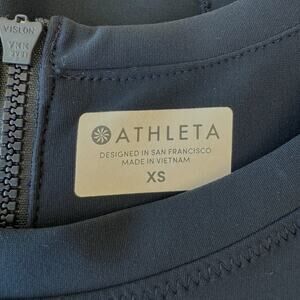 VISLON
ATHLETA
DESIGNED IN SAN FRANCISCO
MADE IN VIETNAM
XS